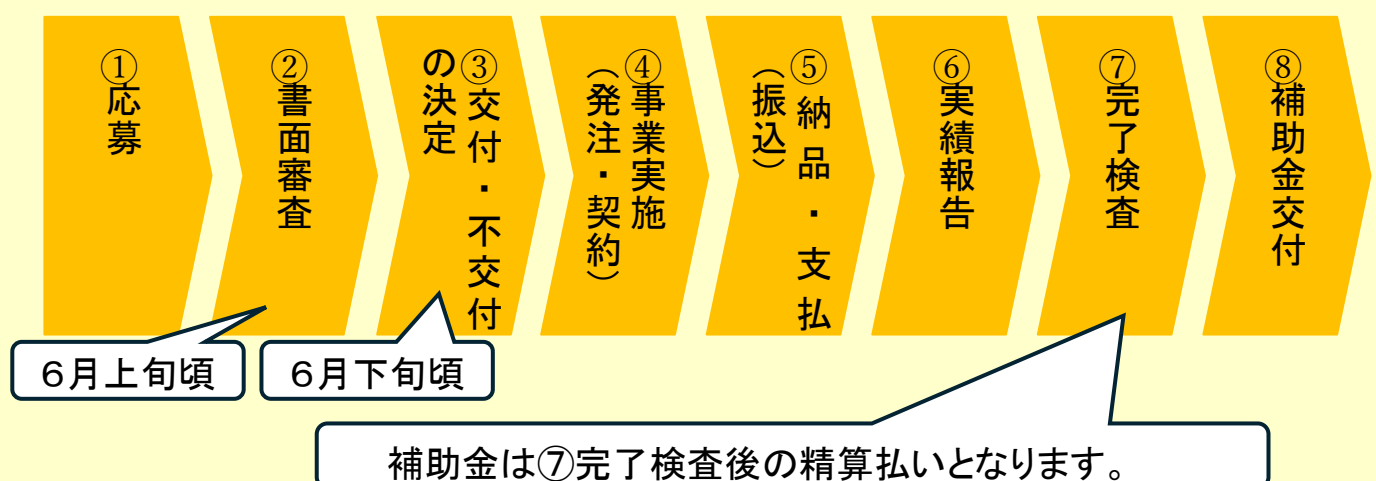 ①応募
②書面審査
③交付・不交付
の決定
④事業実施
（発注・契約）
⑤納品・支払
（振込）
⑥実績報告
⑦完了検査
⑧補助金交付
６月上旬頃
６月下旬頃
補助金は⑦完了検査後の精算払いとなります。